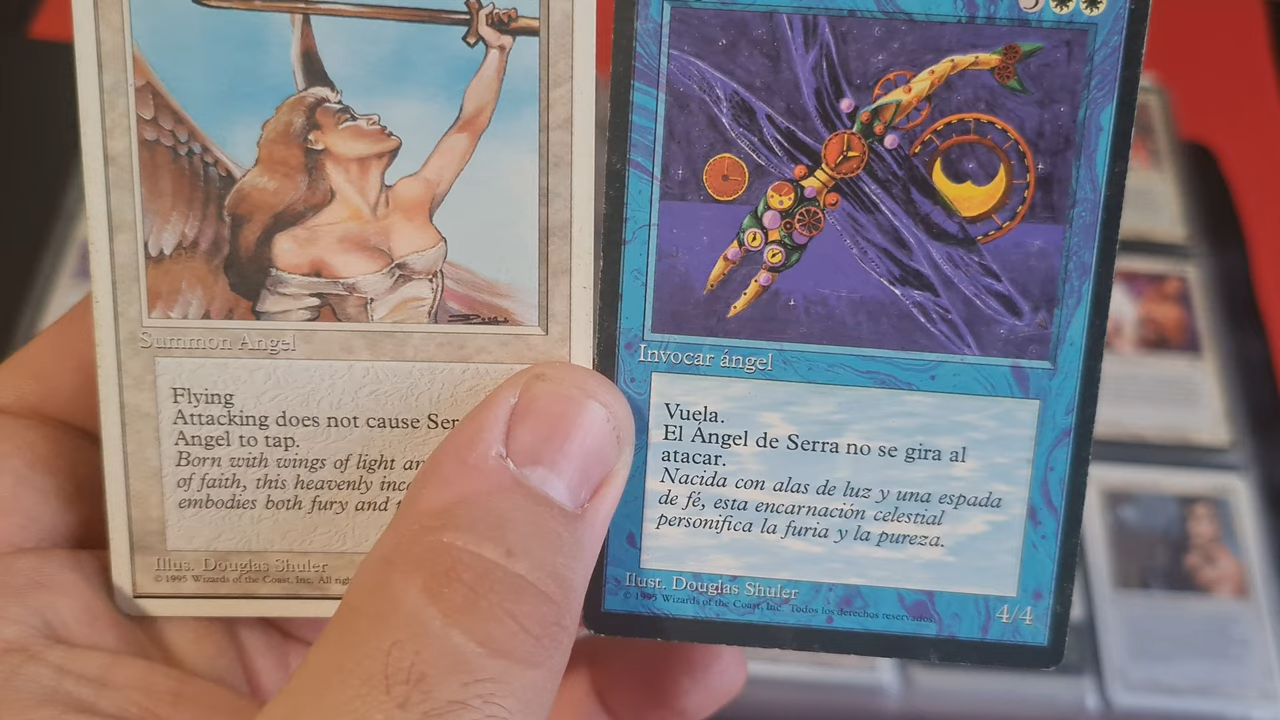 Summon Angel
Flying
Attacking does not cause Ser
Angel to tap.
Born with wings of light an
of faith, this heavenly inc
embodies both fury and
Illus. Douglas Shuler
© 1995 Wizards of the Coast, Inc. All rig
Invocar ángel
Vuela.
El Ángel de Serra no se gira al
atacar.
Nacida con alas de luz y una espada
de fé, esta encarnación celestial
personifica la furia y la pureza.
Ilust. Douglas Shuler
© 1995 Wizards of the Coast, Inc. Todos los derechos reservados.
4/4